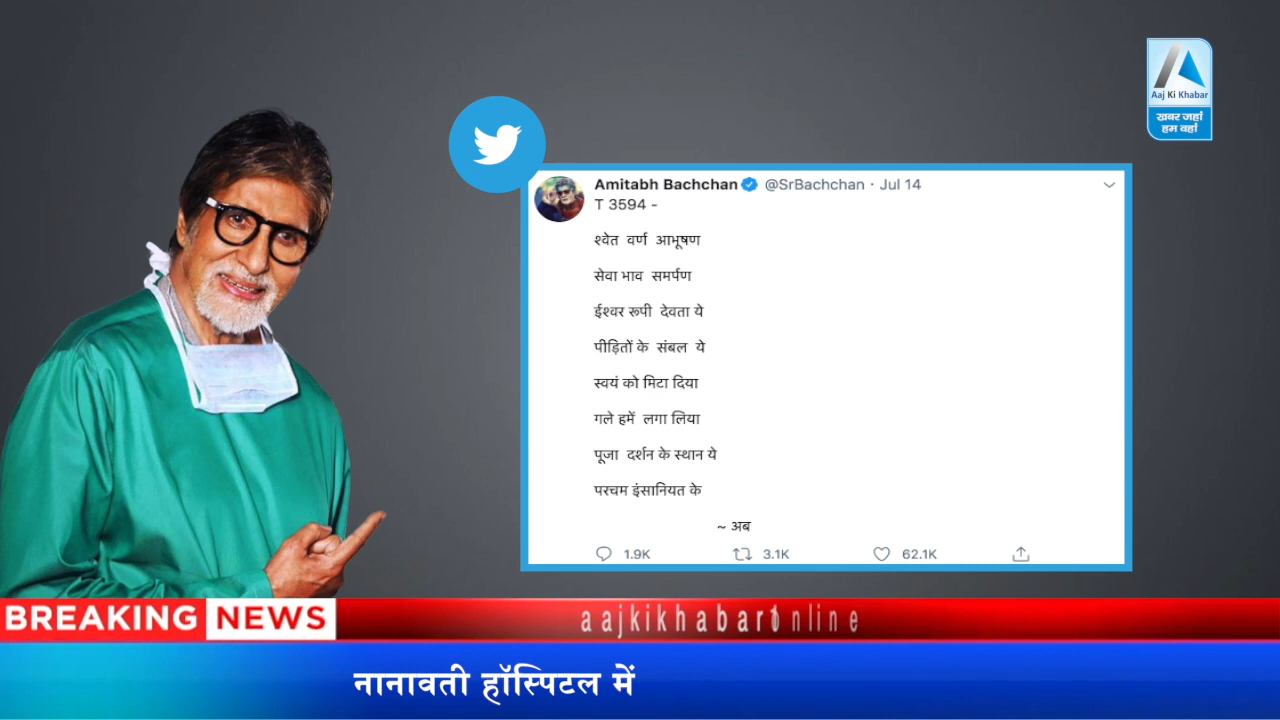 Aaj Ki Khabar
खबर जहां
हम वहां
Amitabh Bachchan @SrBachchan · Jul 14
T 3594 -
श्वेत वर्ण आभूषण
सेवा भाव समर्पण
ईश्वर रूपी देवता ये
पीड़ितों के संबल ये
स्वयं को मिटा दिया
गले हमें लगा लिया
पूजा दर्शन के स्थान ये
परचम इंसानियत के
~ अब
1.9K 3.1K 62.1K
BREAKING NEWS
नानावती हॉस्पिटल में